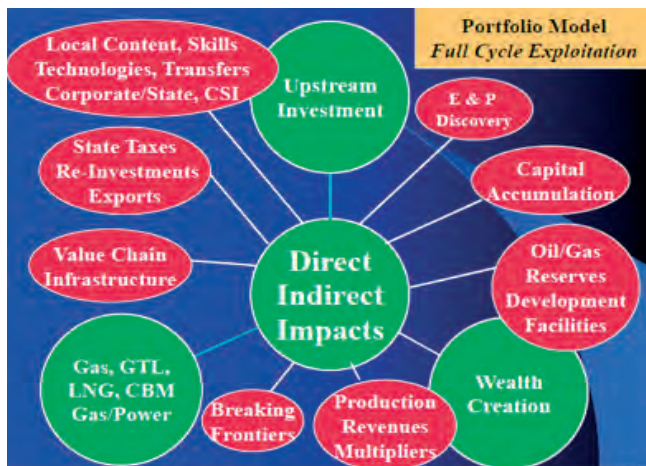 Portfolio Model
Full Cycle Exploitation
Local Content, Skills
Technologies, Transfers
Corporate/State, CSI
Upstream
Investment
E & P
Discovery
State Taxes
Re-Investments
Exports
Capital
Accumulation
Value Chain
Infrastructure
Direct
Indirect
Impacts
Oil/Gas
Reserves
Development
Facilities
Gas, GTL,
LNG, CBM
Gas/Power
Breaking
Frontiers
Production
Revenues
Multipliers
Wealth
Creation